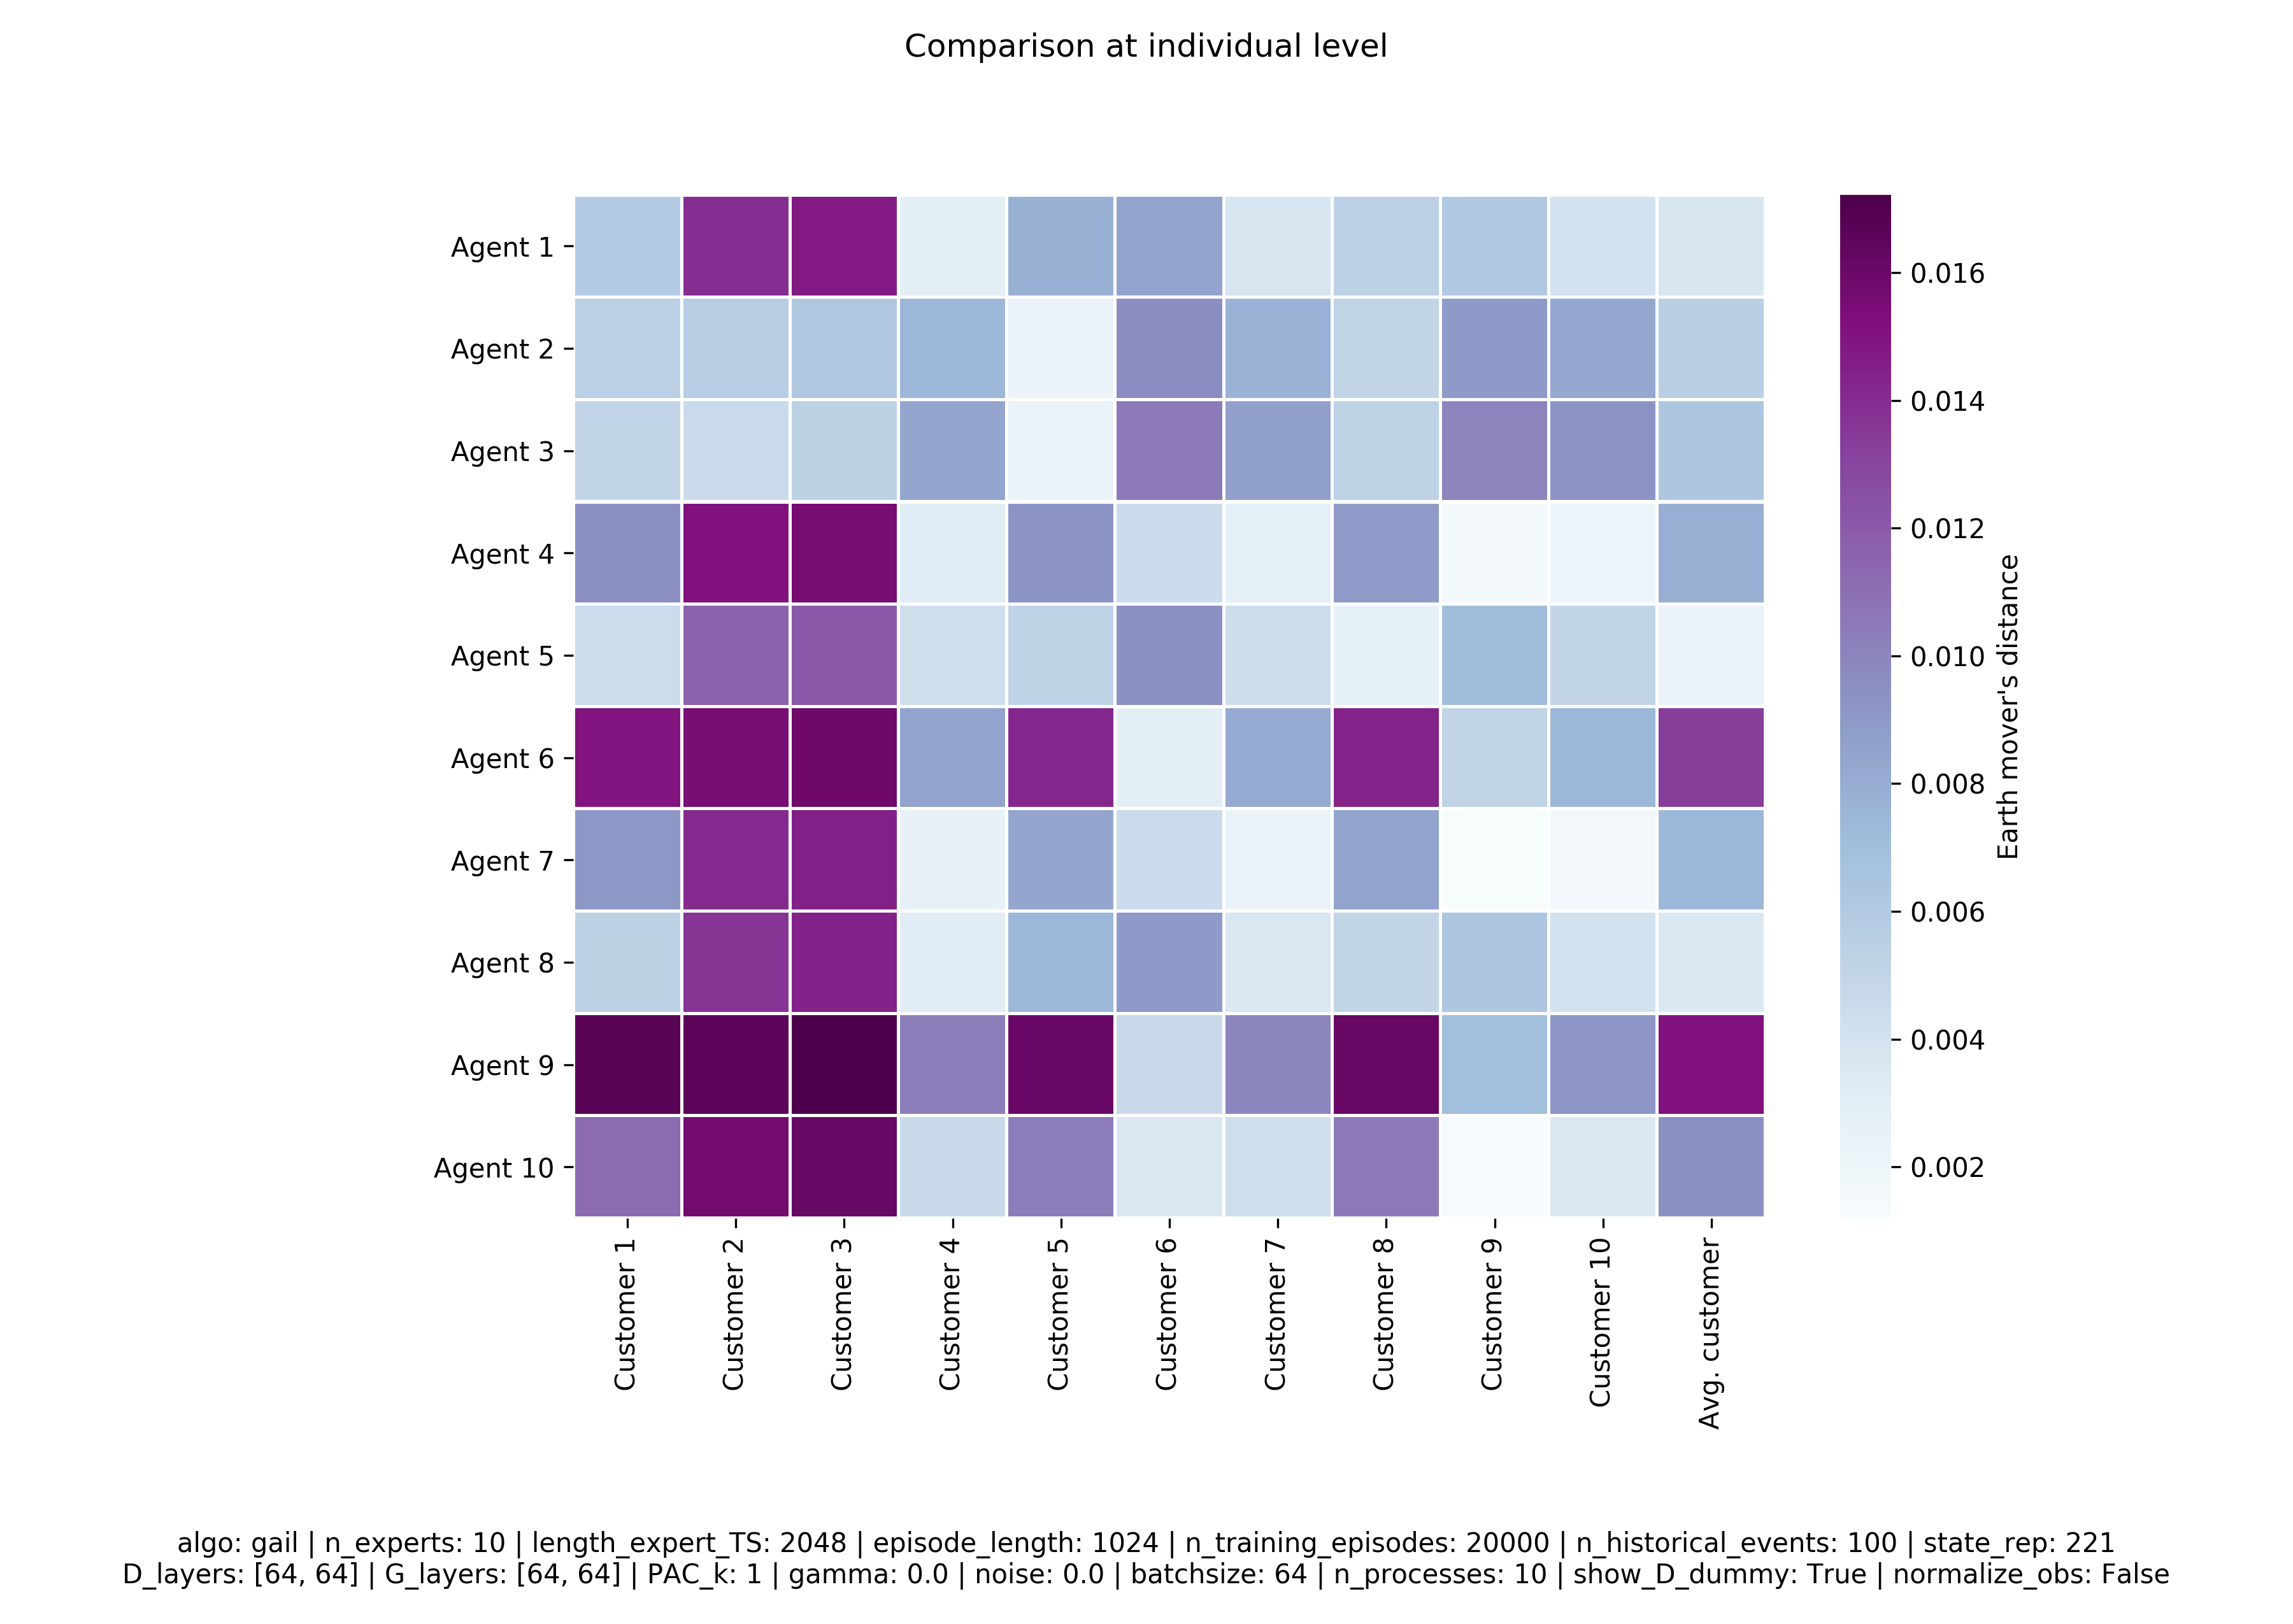 Comparison at individual level
Agent 1
Agent 2
Agent 3
Agent 4
Agent 5
Agent 6
Agent 7
Agent 8
Agent 9
Agent 10
Customer 1
Customer 2
Customer 3
Customer 4
Customer 5
Customer 6
Customer 7
Customer 8
Customer 9
Customer 10
Avg. customer
0.016
0.014
0.012
0.010
0.008
0.006
0.004
0.002
Earth mover's distance
algo: gail | n_experts: 10 | length_expert_TS: 2048 | episode_length: 1024 | n_training_episodes: 20000 | n_historical_events: 100 | state_rep: 221
D_layers: [64, 64] | G_layers: [64, 64] | PAC_k: 1 | gamma: 0.0 | noise: 0.0 | batchsize: 64 | n_processes: 10 | show_D_dummy: True | normalize_obs: False